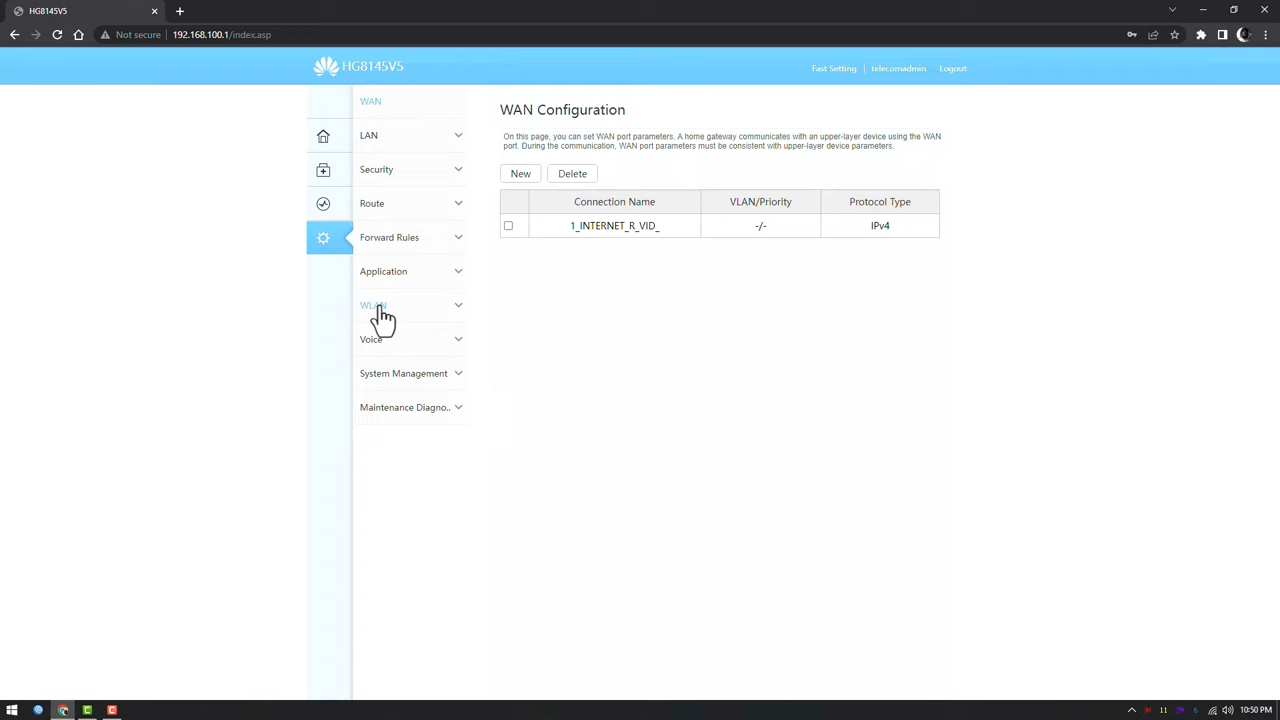 HG8145V5
Not secure 192.168.100.1/index.asp
HG8145V5
Fast Setting telecomadmin Logout
WAN
LAN
Security
Route
Forward Rules
Application
WLAN
Voice
System Management
Maintenance Diagno..
WAN Configuration
On this page, you can set WAN port parameters. A home gateway communicates with an upper-layer device using the WAN
port. During the communication, WAN port parameters must be consistent with upper-layer device parameters.
New Delete
Connection Name VLAN/Priority Protocol Type
1_INTERNET_R_VID_ -/- IPv4
11 6 10:50 PM